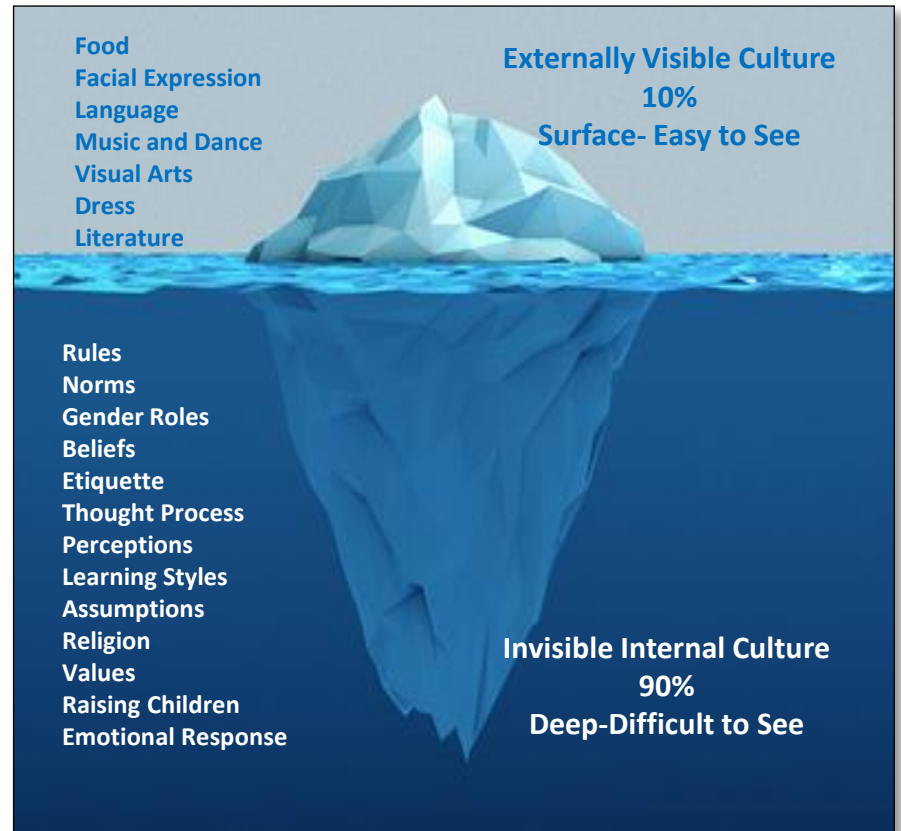 Food
Facial Expression
Language
Music and Dance
Visual Arts
Dress
Literature
Externally Visible Culture
10%
Surface- Easy to See
Rules
Norms
Gender Roles
Beliefs
Etiquette
Thought Process
Perceptions
Learning Styles
Assumptions
Religion
Values
Raising Children
Emotional Response
Invisible Internal Culture
90%
Deep-Difficult to See